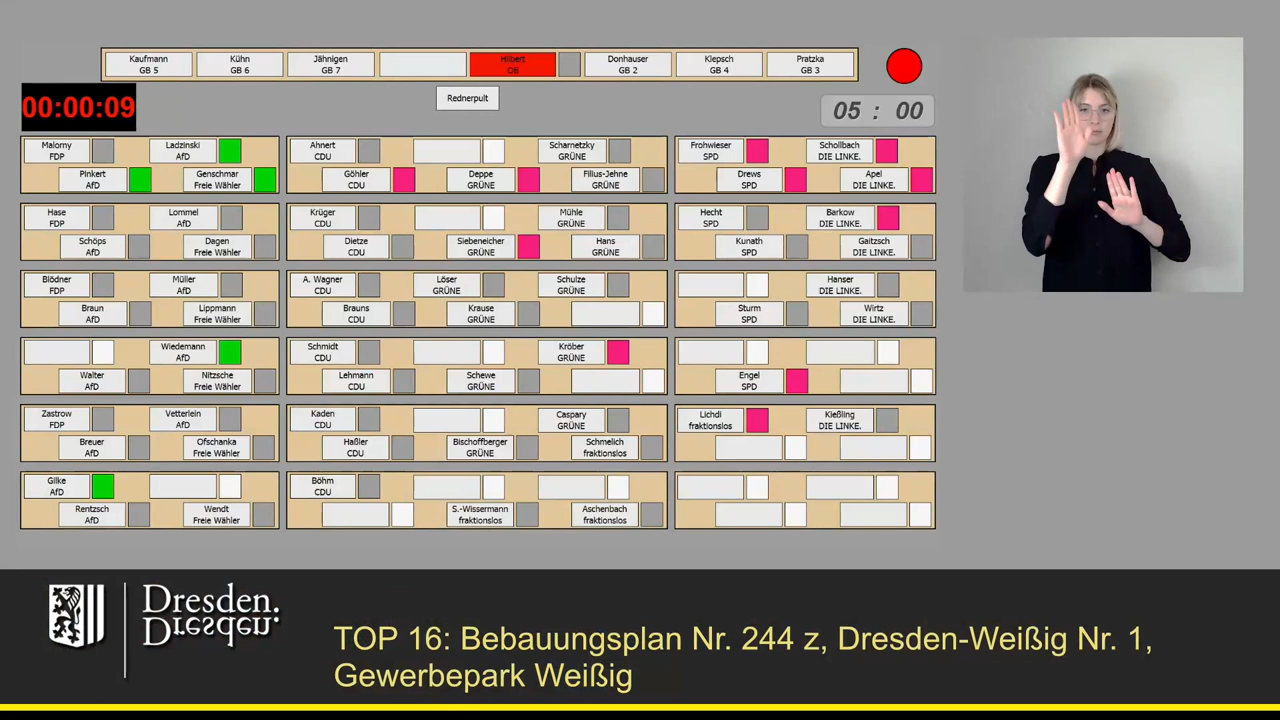 Kaufmann
GB 5
Kühn
GB 6
Jähnigen
GB 7
Hilbert
OB
Donhauser
GB 2
Klepsch
GB 4
Pratzka
GB 3
00:00:09
Rednerpult
05 : 00
Malorny
FDP
Ladzinski
AfD
Pinkert
AfD
Genschmar
Freie Wähler
Ahnert
CDU
Scharnetzky
GRÜNE
Göhler
CDU
Deppe
GRÜNE
Filius-Jehne
GRÜNE
Frohwieser
SPD
Schollbach
DIE LINKE.
Drews
SPD
Apel
DIE LINKE.
Hase
FDP
Lommel
AfD
Schöps
AfD
Dagen
Freie Wähler
Krüger
CDU
Mühle
GRÜNE
Dietze
CDU
Siebeneicher
GRÜNE
Hans
GRÜNE
Hecht
SPD
Barkow
DIE LINKE.
Kunath
SPD
Gaitzsch
DIE LINKE.
Blödner
FDP
Müller
AfD
Braun
AfD
Lippmann
Freie Wähler
A. Wagner
CDU
Löser
GRÜNE
Schulze
GRÜNE
Brauns
CDU
Krause
GRÜNE
Hanser
DIE LINKE.
Sturm
SPD
Wirtz
DIE LINKE.
Wiedemann
AfD
Walter
AfD
Nitzsche
Freie Wähler
Schmidt
CDU
Kröber
GRÜNE
Lehmann
CDU
Schewe
GRÜNE
Engel
SPD
Zastrow
FDP
Vetterlein
AfD
Breuer
AfD
Ofschanka
Freie Wähler
Kaden
CDU
Caspary
GRÜNE
Haßler
CDU
Bischoffberger
GRÜNE
Schmelich
fraktionslos
Lichdi
fraktionslos
Kießling
DIE LINKE.
Gilke
AfD
Rentzsch
AfD
Wendt
Freie Wähler
Böhm
CDU
S.-Wissermann
fraktionslos
Aschenbach
fraktionslos
Dresden.
Dresden.
TOP 16: Bebauungsplan Nr. 244 z, Dresden-Weißig Nr. 1,
Gewerbepark Weißig